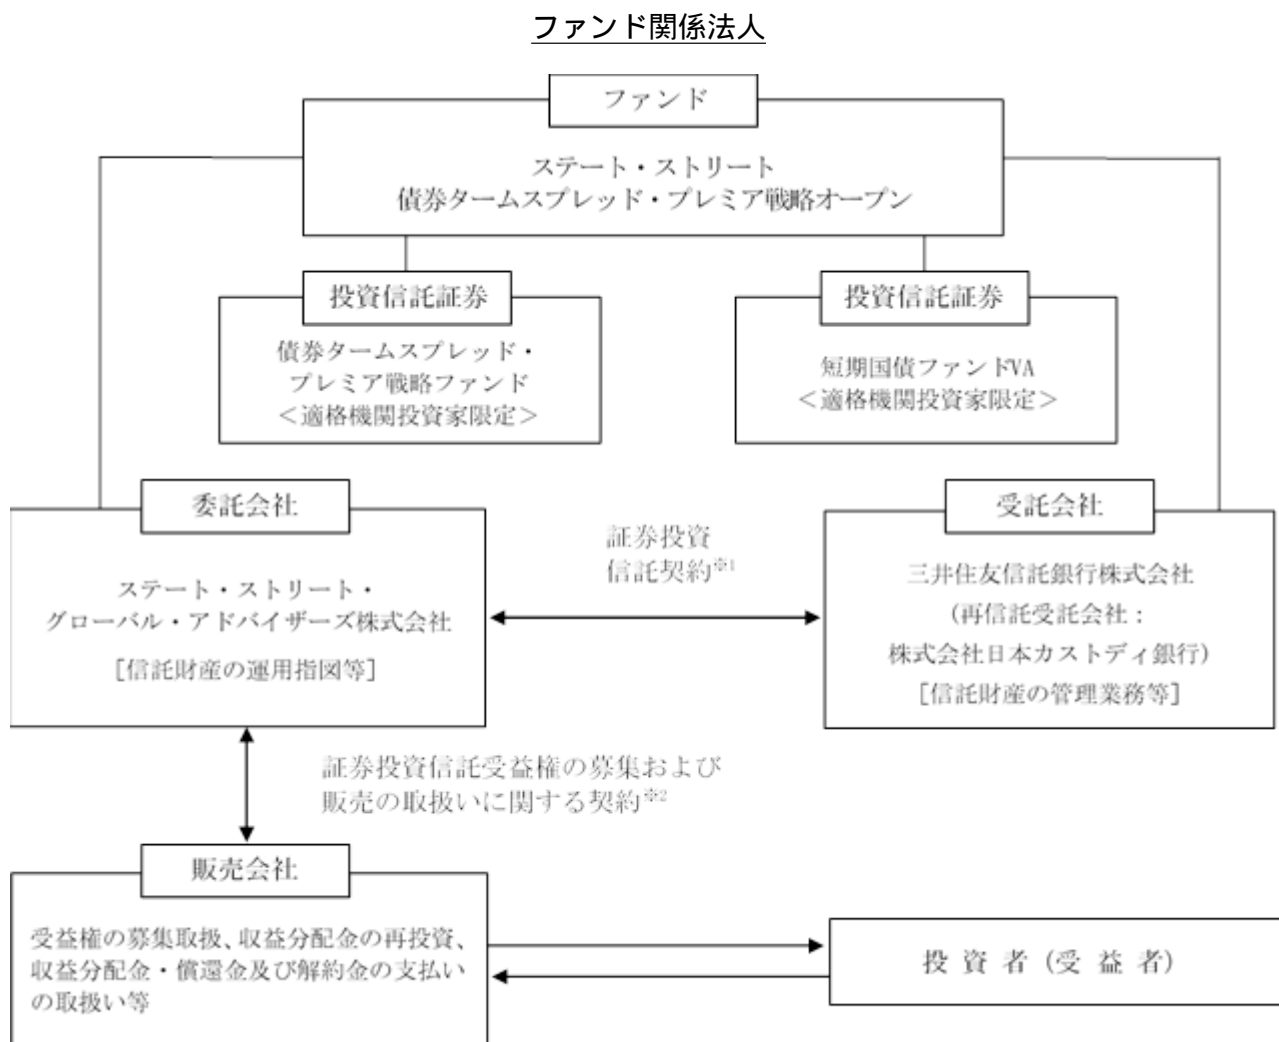 ファンド関係法人
ファンド
ステート・ストリート
債券タームスプレッド・プレミア戦略オープン
投資信託証券
債券タームスプレッド・
プレミア戦略ファンド
＜適格機関投資家限定＞
投資信託証券
短期国債ファンドVA
＜適格機関投資家限定＞
委託会社
ステート・ストリート・
グローバル・アドバイザーズ株式会社
[信託財産の運用指図等]
証券投資
信託契約※1
受託会社
三井住友信託銀行株式会社
(再信託受託会社：
株式会社日本カストディ銀行)
[信託財産の管理業務等]
証券投資信託受益権の募集および
販売の取扱いに関する契約※2
販売会社
受益権の募集取扱、収益分配金の再投資、
収益分配金・償還金及び解約金の支払い
の取扱い等
投 資 者 (受 益 者)